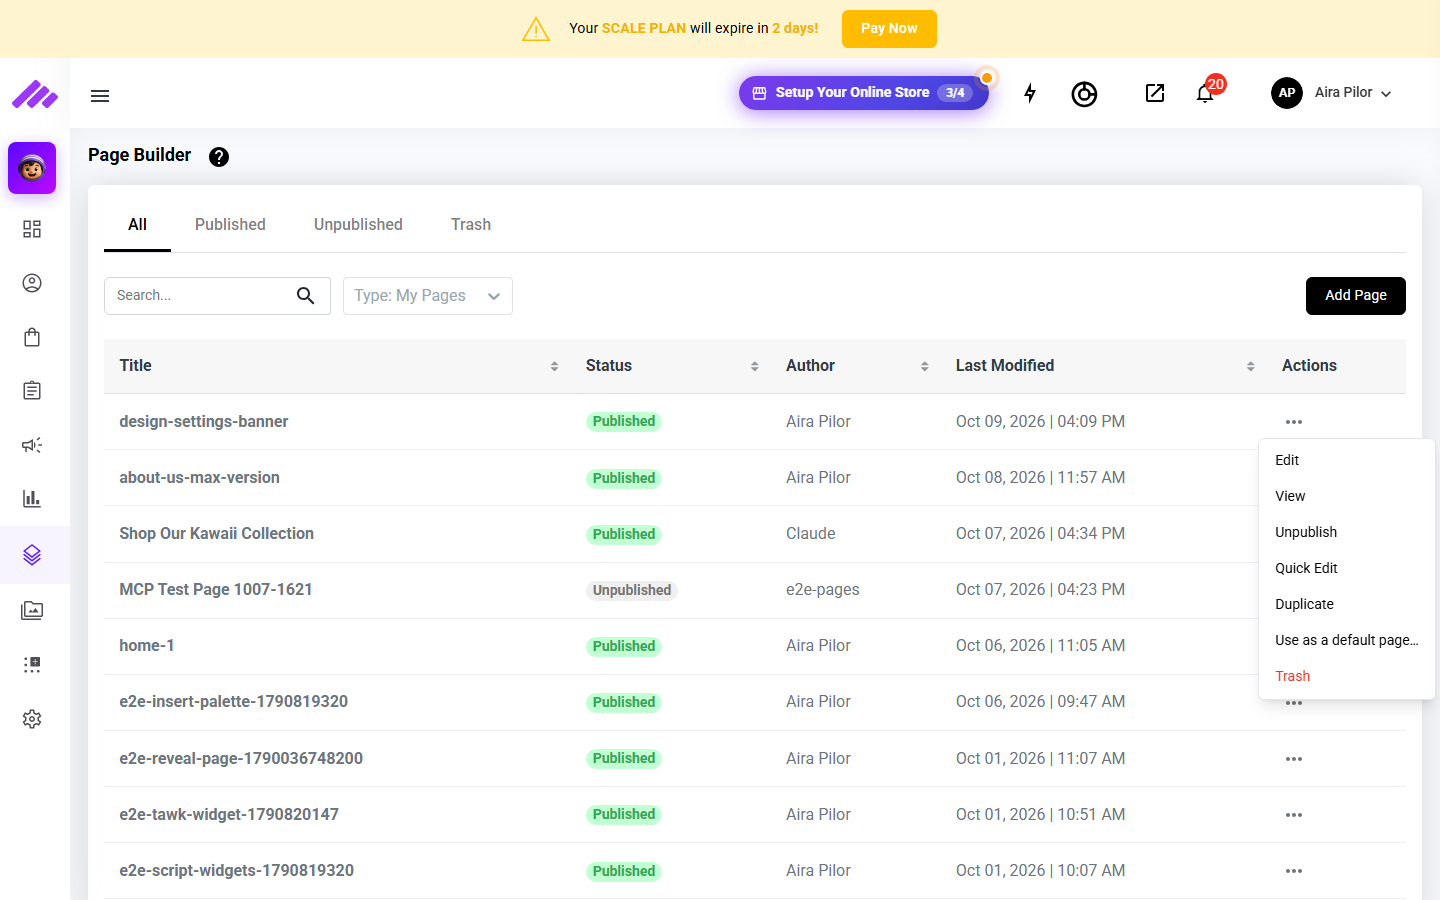 Your SCALE PLAN will expire in 2 days!
Pay Now
Setup Your Online Store 3/4
20
AP
Aira Pilor
Page Builder
All
Published
Unpublished
Trash
Search...
Type: My Pages
Add Page
Title Status Author Last Modified Actions
design-settings-banner Published Aira Pilor Oct 09, 2026 | 04:09 PM
about-us-max-version Published Aira Pilor Oct 08, 2026 | 11:57 AM
Shop Our Kawaii Collection Published Claude Oct 07, 2026 | 04:34 PM
MCP Test Page 1007-1621 Unpublished e2e-pages Oct 07, 2026 | 04:23 PM
home-1 Published Aira Pilor Oct 06, 2026 | 11:05 AM
e2e-insert-palette-1790819320 Published Aira Pilor Oct 06, 2026 | 09:47 AM
e2e-reveal-page-1790036748200 Published Aira Pilor Oct 01, 2026 | 11:07 AM
e2e-tawk-widget-1790820147 Published Aira Pilor Oct 01, 2026 | 10:51 AM
e2e-script-widgets-1790819320 Published Aira Pilor Oct 01, 2026 | 10:07 AM
Edit
View
Unpublish
Quick Edit
Duplicate
Use as a default page...
Trash